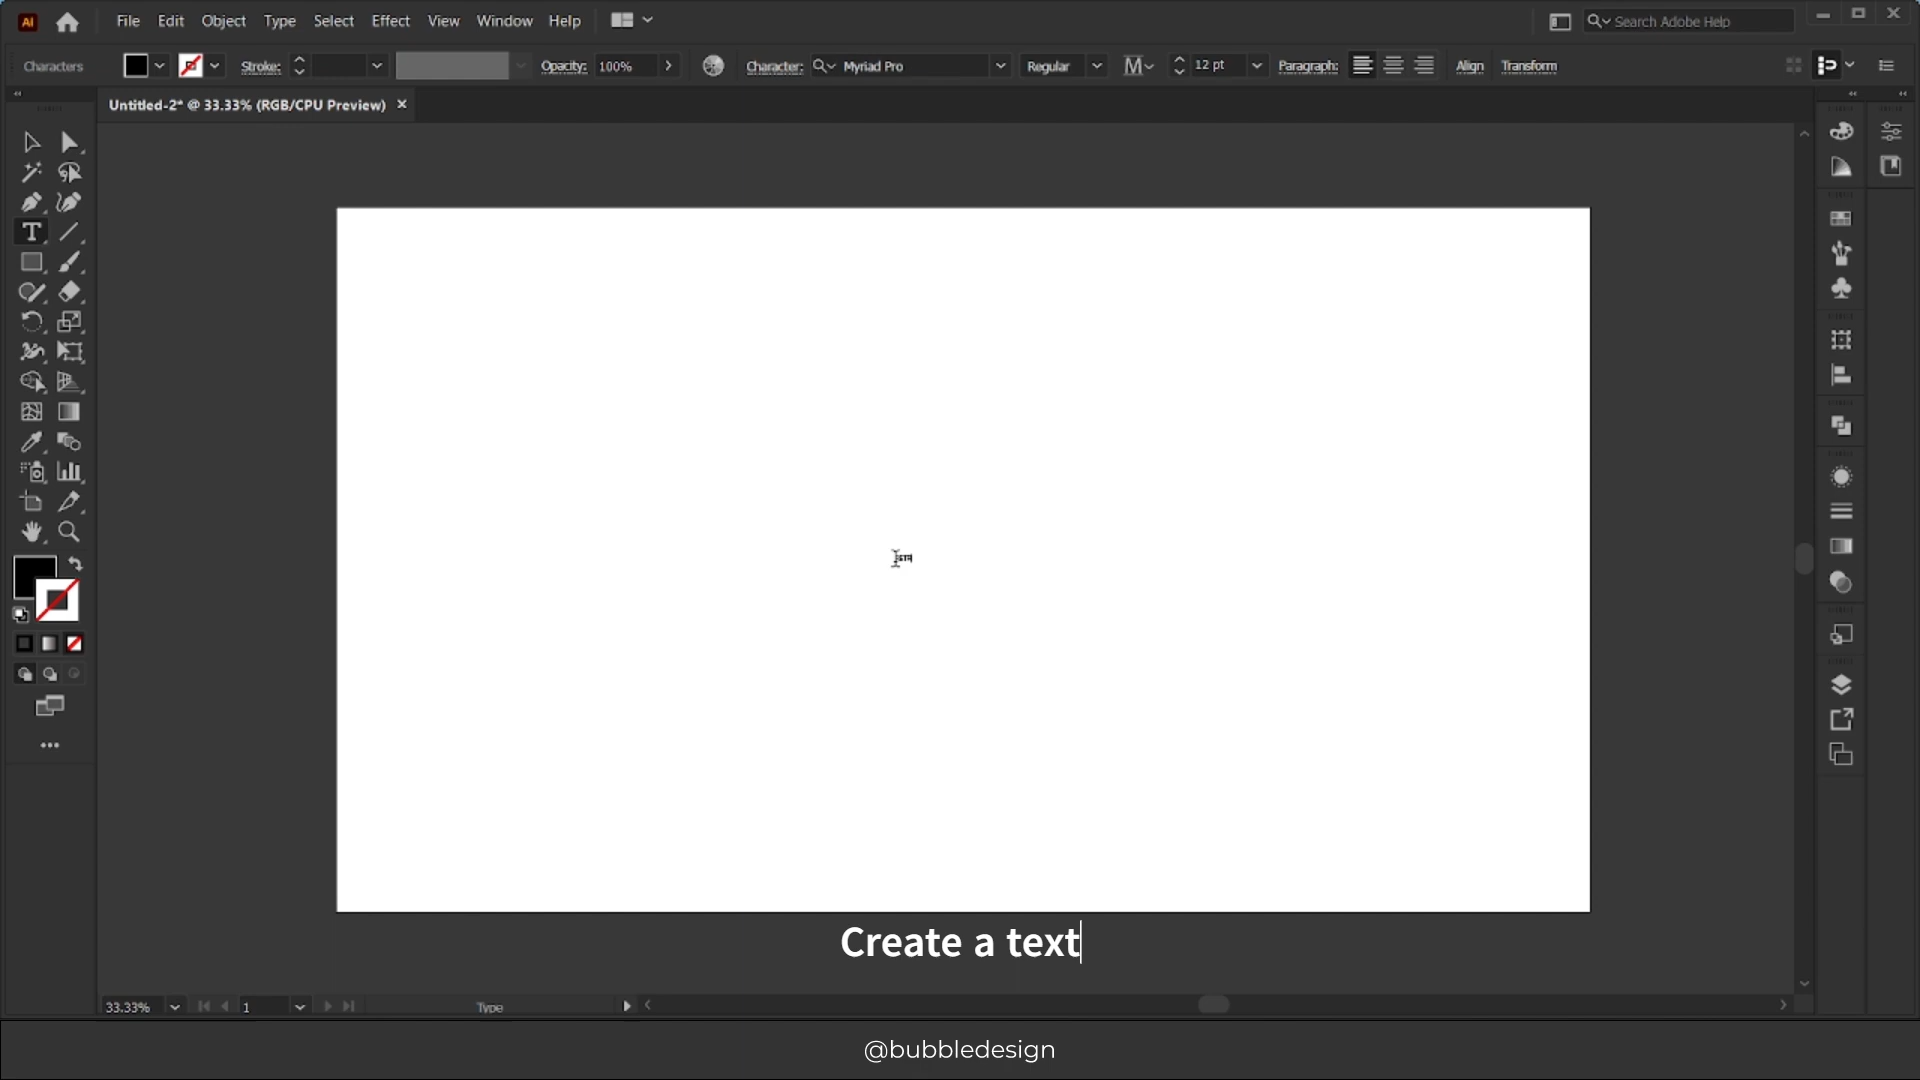 Ai File Edit Object Type Select Effect View Window Help Search Adobe Help
Characters Stroke: Opacity: 100% Character: Myriad Pro Regular 12 pt Paragraph: Align Transform
Untitled-2* @ 33.33% (RGB/CPU Preview) ×
Create a text
33.33% 1 Type
@bubbledesign